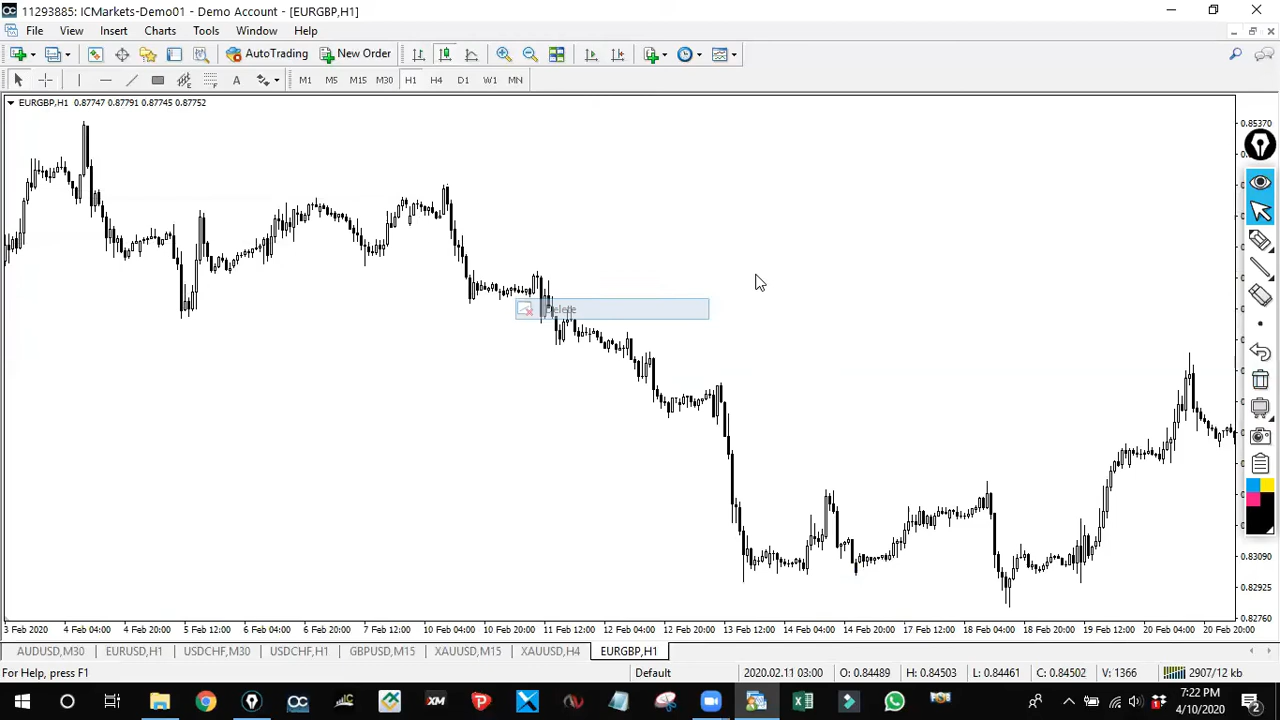 11293885: ICMarkets-Demo01 - Demo Account - [EURGBP,H1]
File View Insert Charts Tools Window Help
AutoTrading New Order
A M1 M5 M15 M30 H1 H4 D1 W1 MN
EURGBP,H1 0.87747 0.87791 0.87745 0.87752
0.85370
Delete
0.83090
0.82925
0.82760
3 Feb 2020 4 Feb 04:00 4 Feb 20:00 5 Feb 12:00 6 Feb 04:00 6 Feb 20:00 7 Feb 12:00 10 Feb 04:00 10 Feb 20:00 11 Feb 12:00 12 Feb 04:00 12 Feb 20:00 13 Feb 12:00 14 Feb 04:00 14 Feb 20:00 17 Feb 12:00 18 Feb 04:00 18 Feb 20:00 19 Feb 12:00 20 Feb 04:00 20 Feb 20:00
AUDUSD,M30 EURUSD,H1 USDCHF,M30 USDCHF,H1 GBPUSD,M15 XAUUSD,M15 XAUUSD,H4 EURGBP,H1
For Help, press F1 Default 2020.02.11 03:00 O: 0.84489 H: 0.84503 L: 0.84461 C: 0.84502 V: 1366 2907/12 kb
XM
7:22 PM
4/10/2020
2